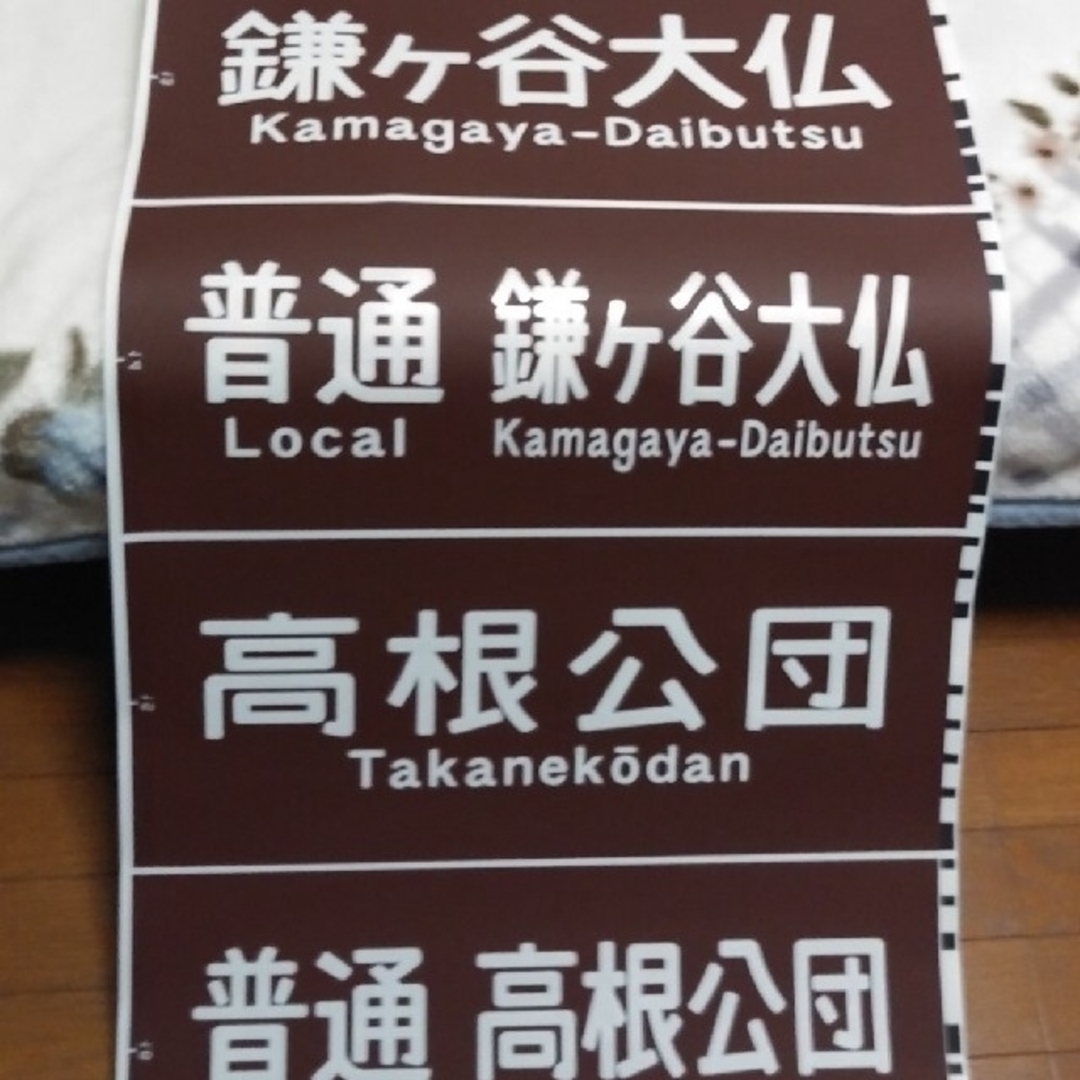 鎌ヶ谷大仏
Kamagaya-Daibutsu
普通 鎌ヶ谷大仏
Local Kamagaya-Daibutsu
高根公団
Takanekōdan
普通 高根公団